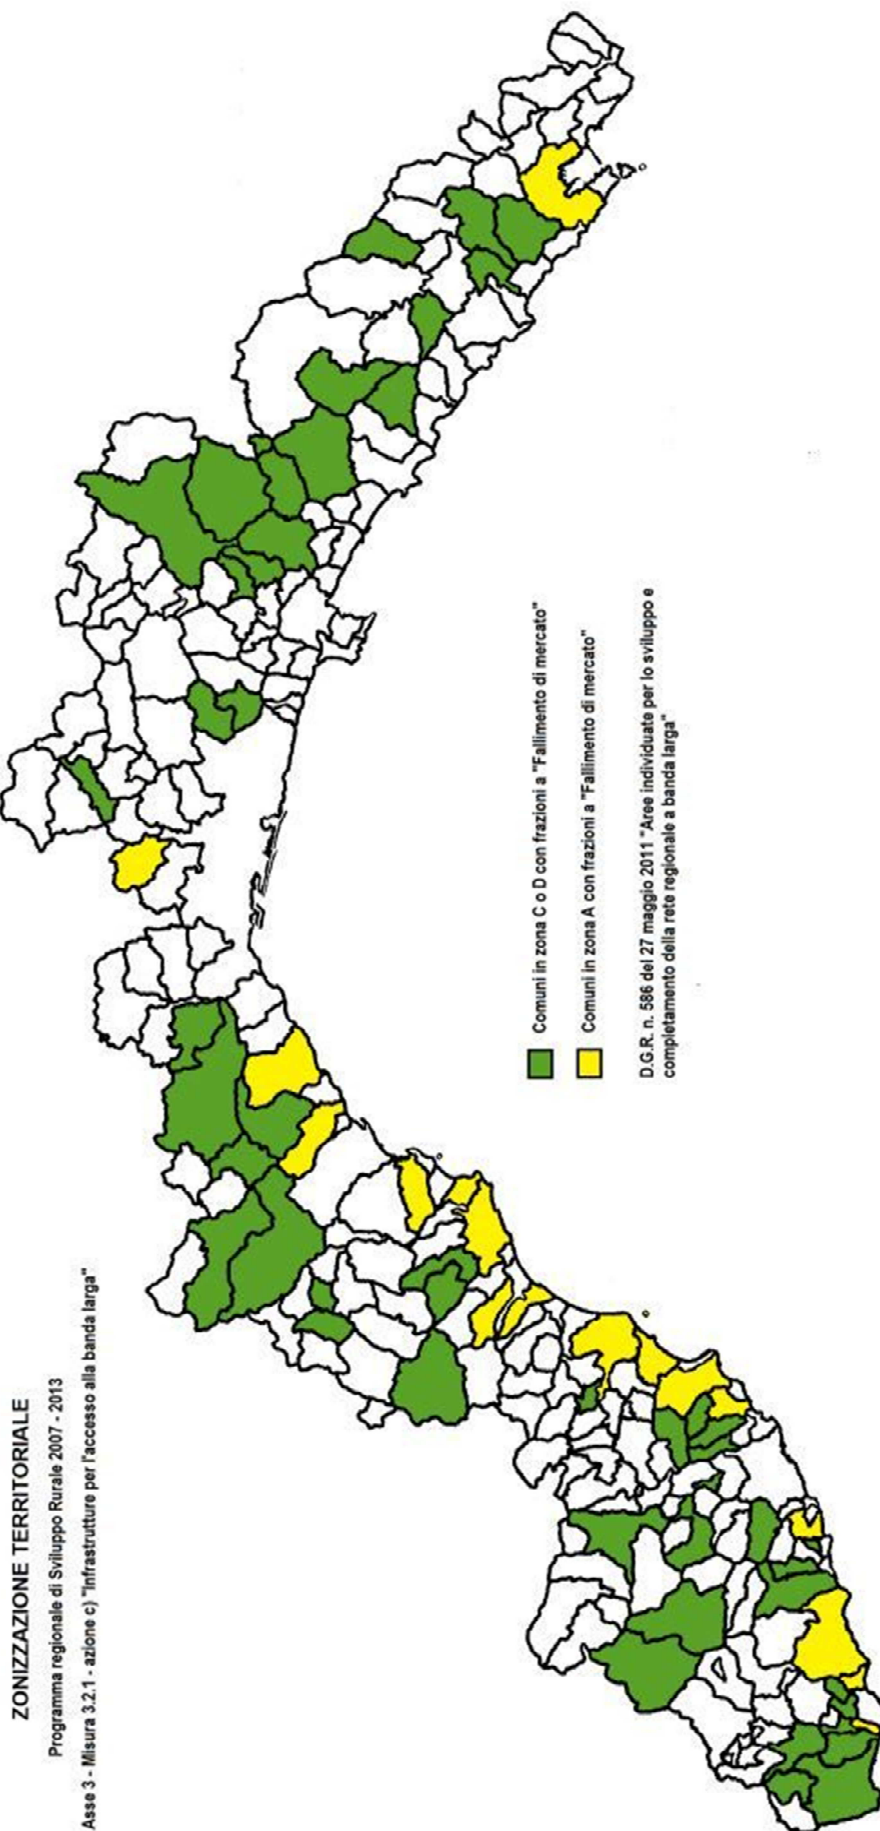 ZONIZZAZIONE TERRITORIALE
Programma regionale di Sviluppo Rurale 2007 - 2013
Asse 3 - Misura 3.2.1 - azione c) "Infrastrutture per l'accesso alla banda larga"
Comuni in zona C o D con frazioni a "Fallimento di mercato"
Comuni in zona A con frazioni a "Fallimento di mercato"
D.G.R. n. 586 del 27 maggio 2011 "Aree individuate per lo sviluppo e
completamento della rete regionale a banda larga"